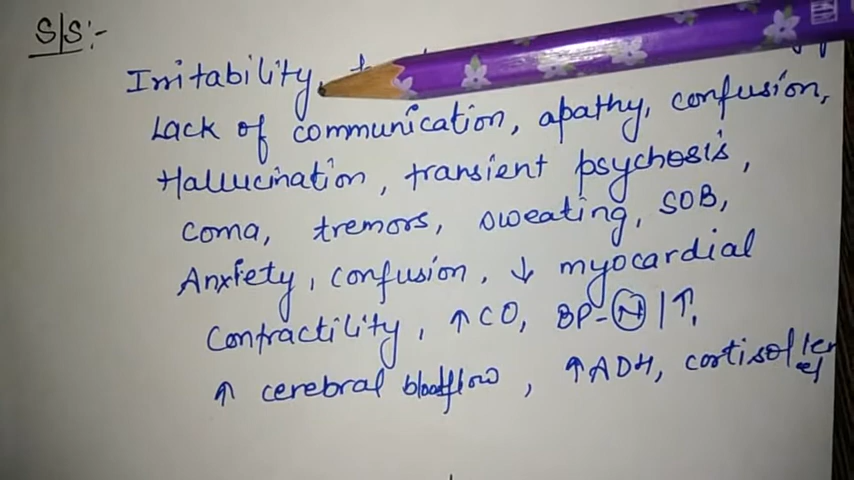 S/S:-
Irritability,
Lack of communication, apathy, confusion,
Hallucination, transient psychosis,
coma, tremors, sweating, SOB,
Anxiety, confusion, ↓ myocardial
Contractility, ↑ CO, BP-(N) | ↑,
↑ cerebral bloodflow, ↑ ADH, cortisol